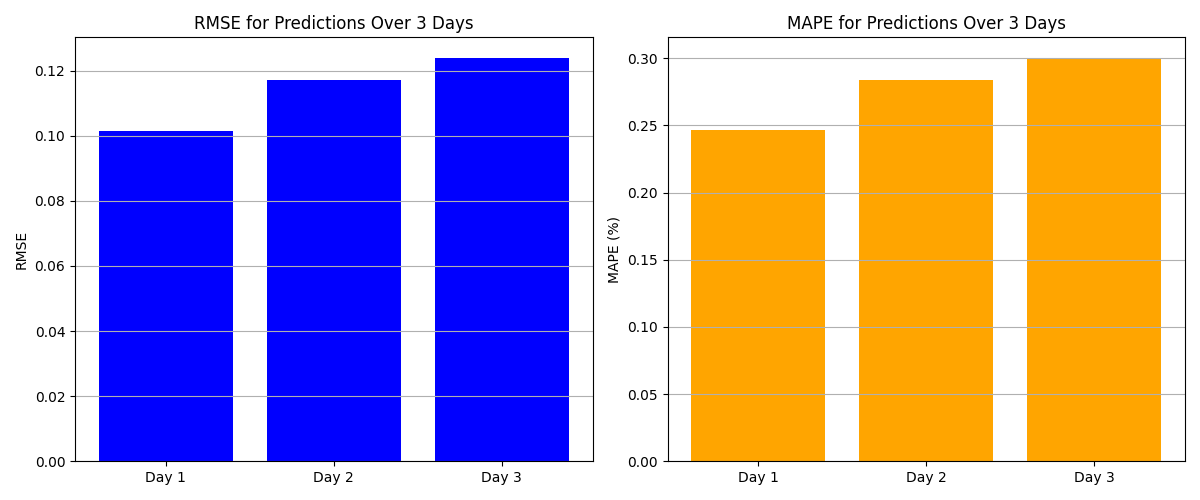 RMSE for Predictions Over 3 Days
RMSE
0.12
0.10
0.08
0.06
0.04
0.02
0.00
Day 1 Day 2 Day 3
MAPE for Predictions Over 3 Days
MAPE (%)
0.30
0.25
0.20
0.15
0.10
0.05
0.00
Day 1 Day 2 Day 3